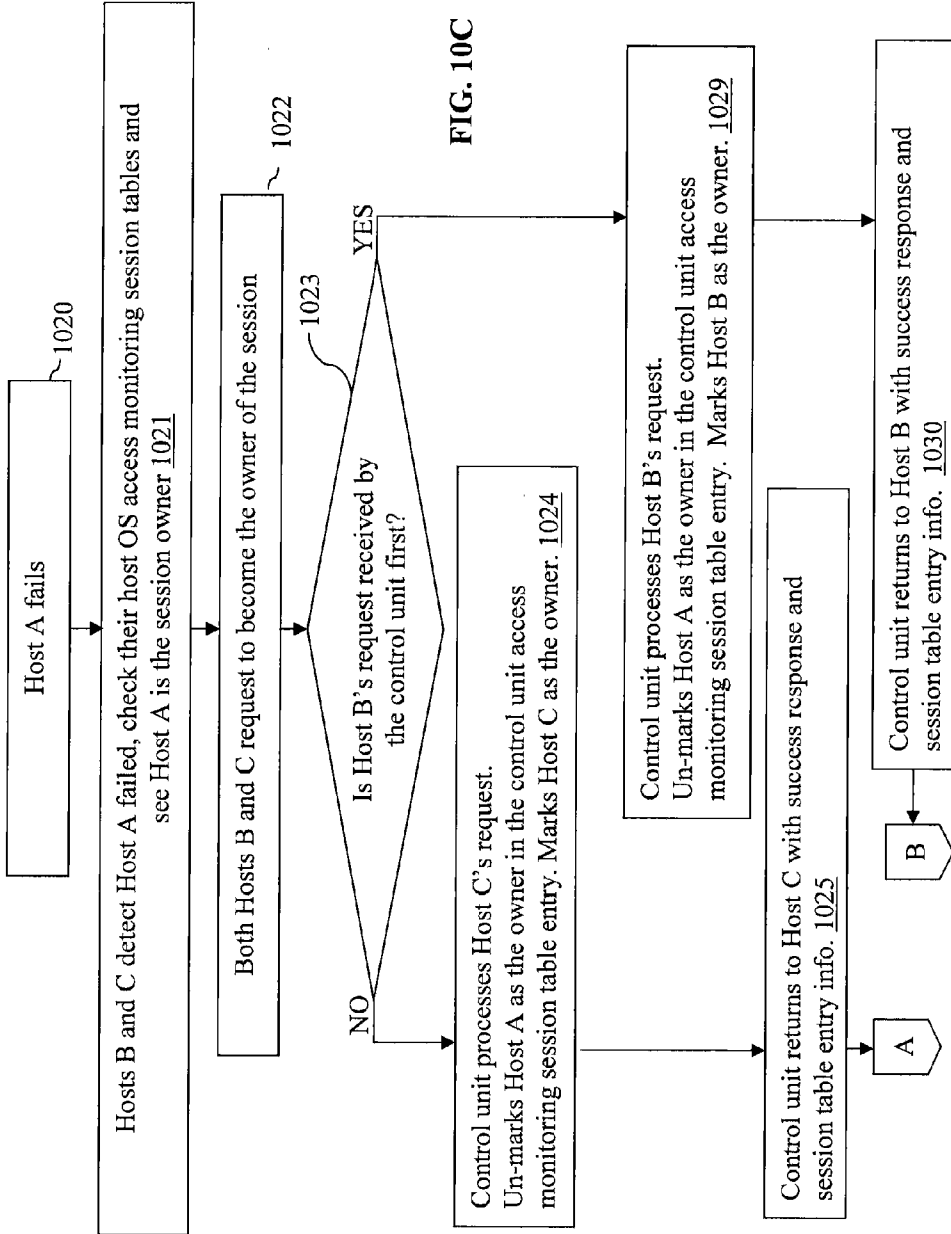 Host A fails
1020
Hosts B and C detect Host A failed, check their host OS access monitoring session tables and
see Host A is the session owner 1021
Both Hosts B and C request to become the owner of the session
1022
1023
Is Host B's request received by
the control unit first?
NO
YES
Control unit processes Host C's request.
Un-marks Host A as the owner in the control unit access
monitoring session table entry. Marks Host C as the owner. 1024
Control unit processes Host B's request.
Un-marks Host A as the owner in the control unit access
monitoring session table entry. Marks Host B as the owner. 1029
Control unit returns to Host C with success response and
session table entry info. 1025
Control unit returns to Host B with success response and
session table entry info. 1030
A
B
FIG. 10C